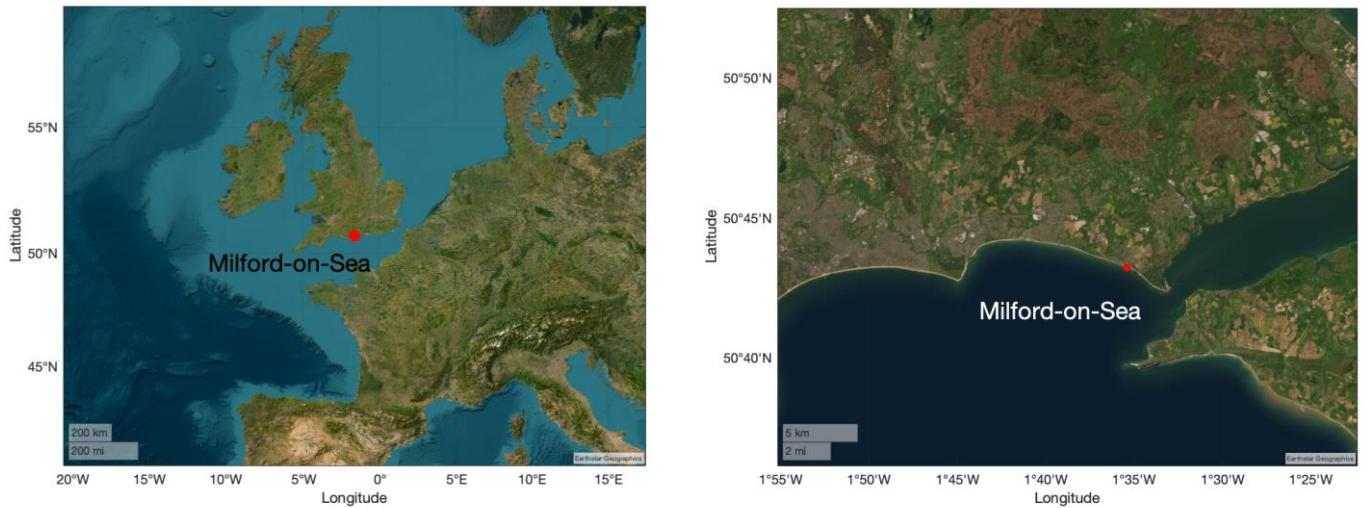 55°N
50°N
45°N
Latitude
Milford-on-Sea
200 km
200 mi
Earthstar Geographics
20°W
15°W
10°W
5°W
0°
5°E
10°E
15°E
Longitude
50°50'N
50°45'N
50°40'N
Latitude
Milford-on-Sea
5 km
2 mi
Earthstar Geographics
1°55'W
1°50'W
1°45'W
1°40'W
1°35'W
1°30'W
1°25'W
Longitude